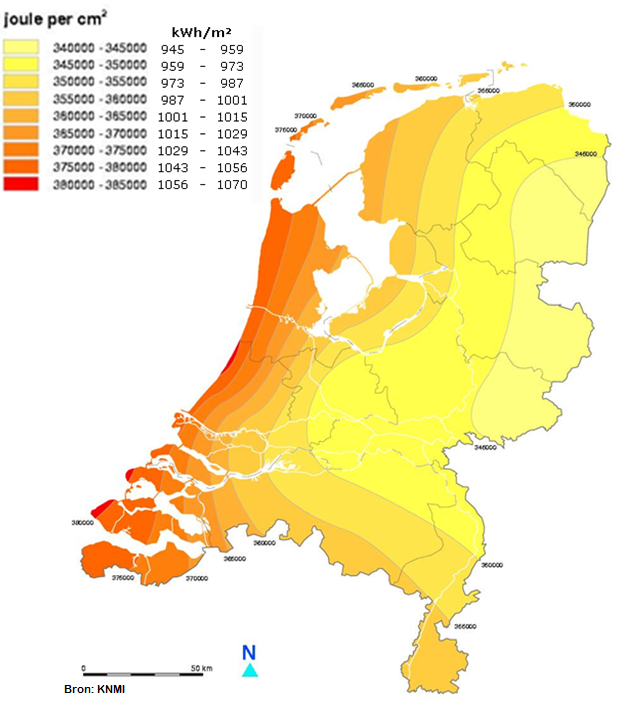 joule per cm²
kWh/m²
340000 - 345000 945 - 959
345000 - 350000 959 - 973
350000 - 355000 973 - 987
355000 - 360000 987 - 1001
360000 - 365000 1001 - 1015
365000 - 370000 1015 - 1029
370000 - 375000 1029 - 1043
375000 - 380000 1043 - 1056
380000 - 385000 1056 - 1070
365000
360000
355000
350000
370000
375000
345000
345000
380000
360000
365000
350000
375000
370000
355000
N
0 50 km
Bron: KNMI